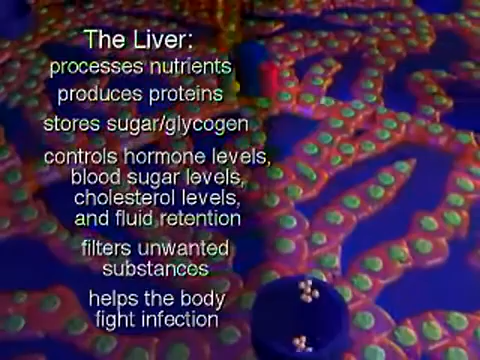 The Liver:
processes nutrients
produces proteins
stores sugar/glycogen
controls hormone levels,
blood sugar levels,
cholesterol levels,
and fluid retention
filters unwanted
substances
helps the body
fight infection